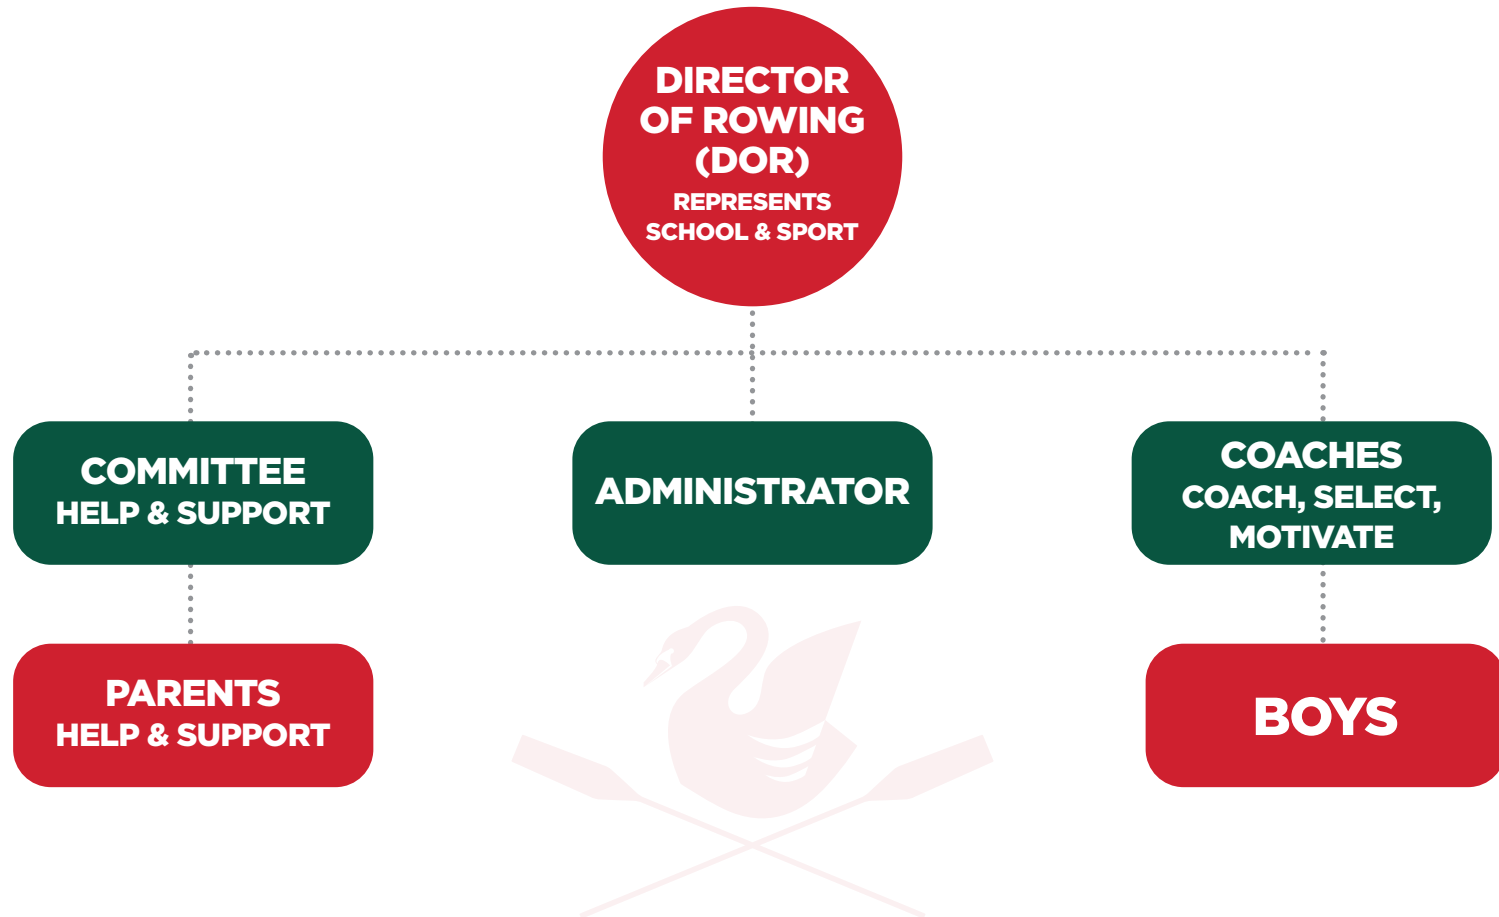 DIRECTOR
OF ROWING
(DOR)
REPRESENTS
SCHOOL & SPORT
COMMITTEE
HELP & SUPPORT
ADMINISTRATOR
COACHES
COACH, SELECT,
MOTIVATE
PARENTS
HELP & SUPPORT
BOYS